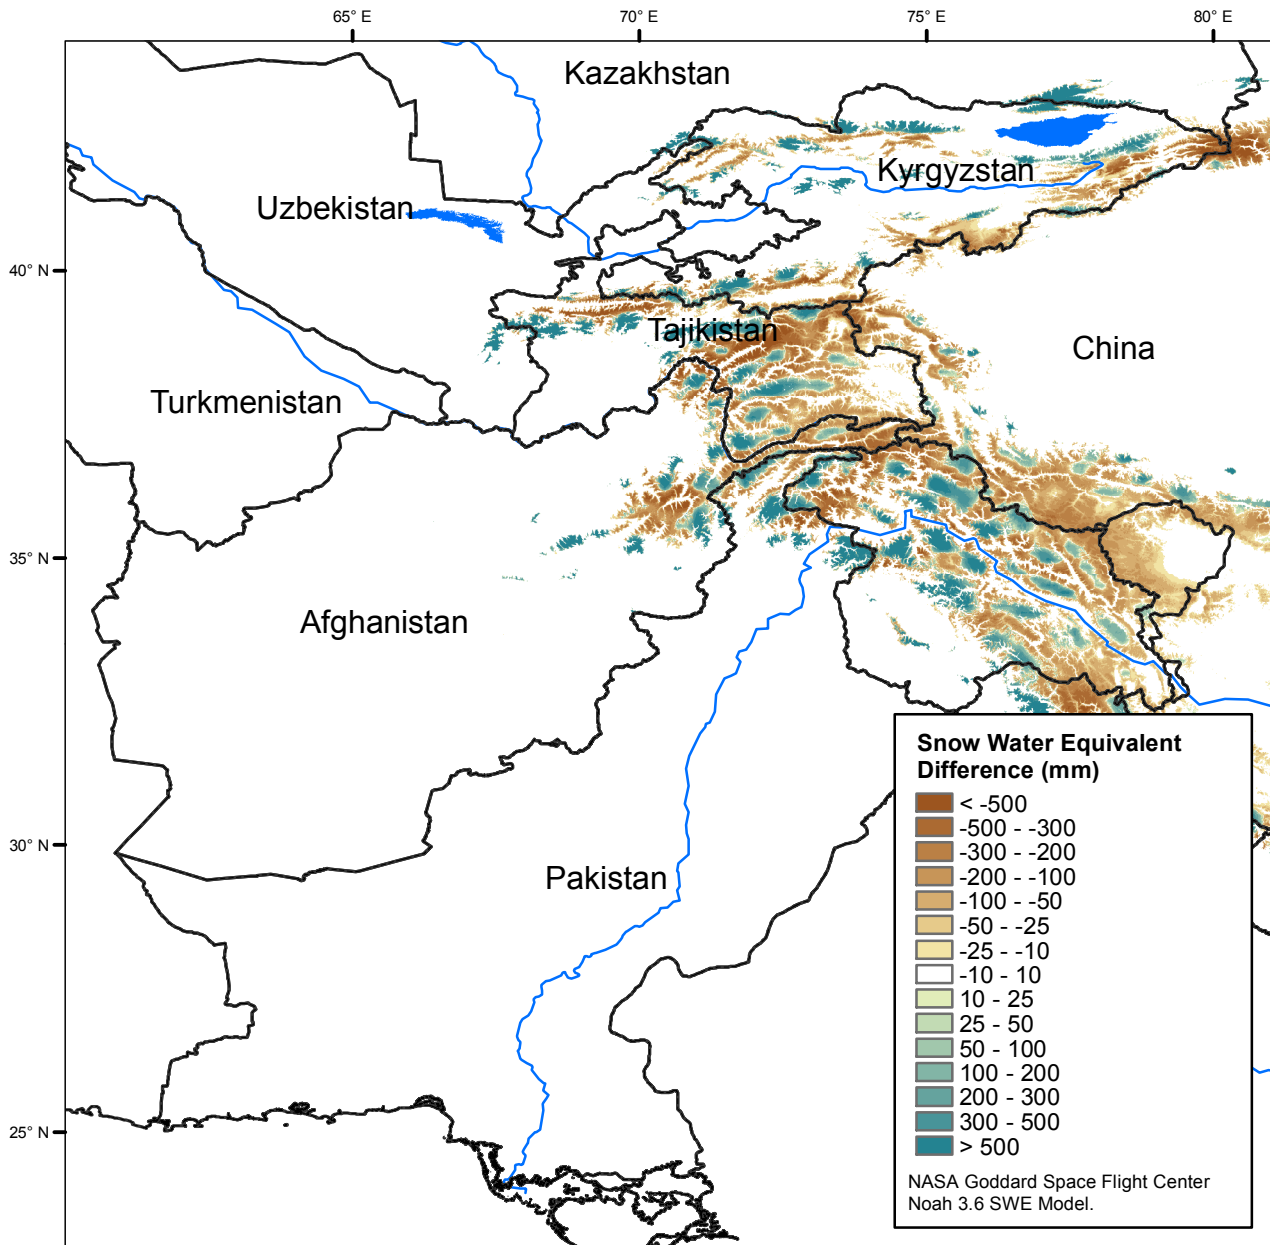 65° E
70° E
75° E
80° E
Kazakhstan
Kyrgyzstan
Uzbekistan
40° N
Tajikistan
China
Turkmenistan
35° N
Afghanistan
Snow Water Equivalent
Difference (mm)
< -500
-500 - -300
-300 - -200
-200 - -100
-100 - -50
-50 - -25
-25 - -10
-10 - 10
10 - 25
25 - 50
50 - 100
100 - 200
200 - 300
300 - 500
> 500
NASA Goddard Space Flight Center
Noah 3.6 SWE Model.
30° N
Pakistan
25° N